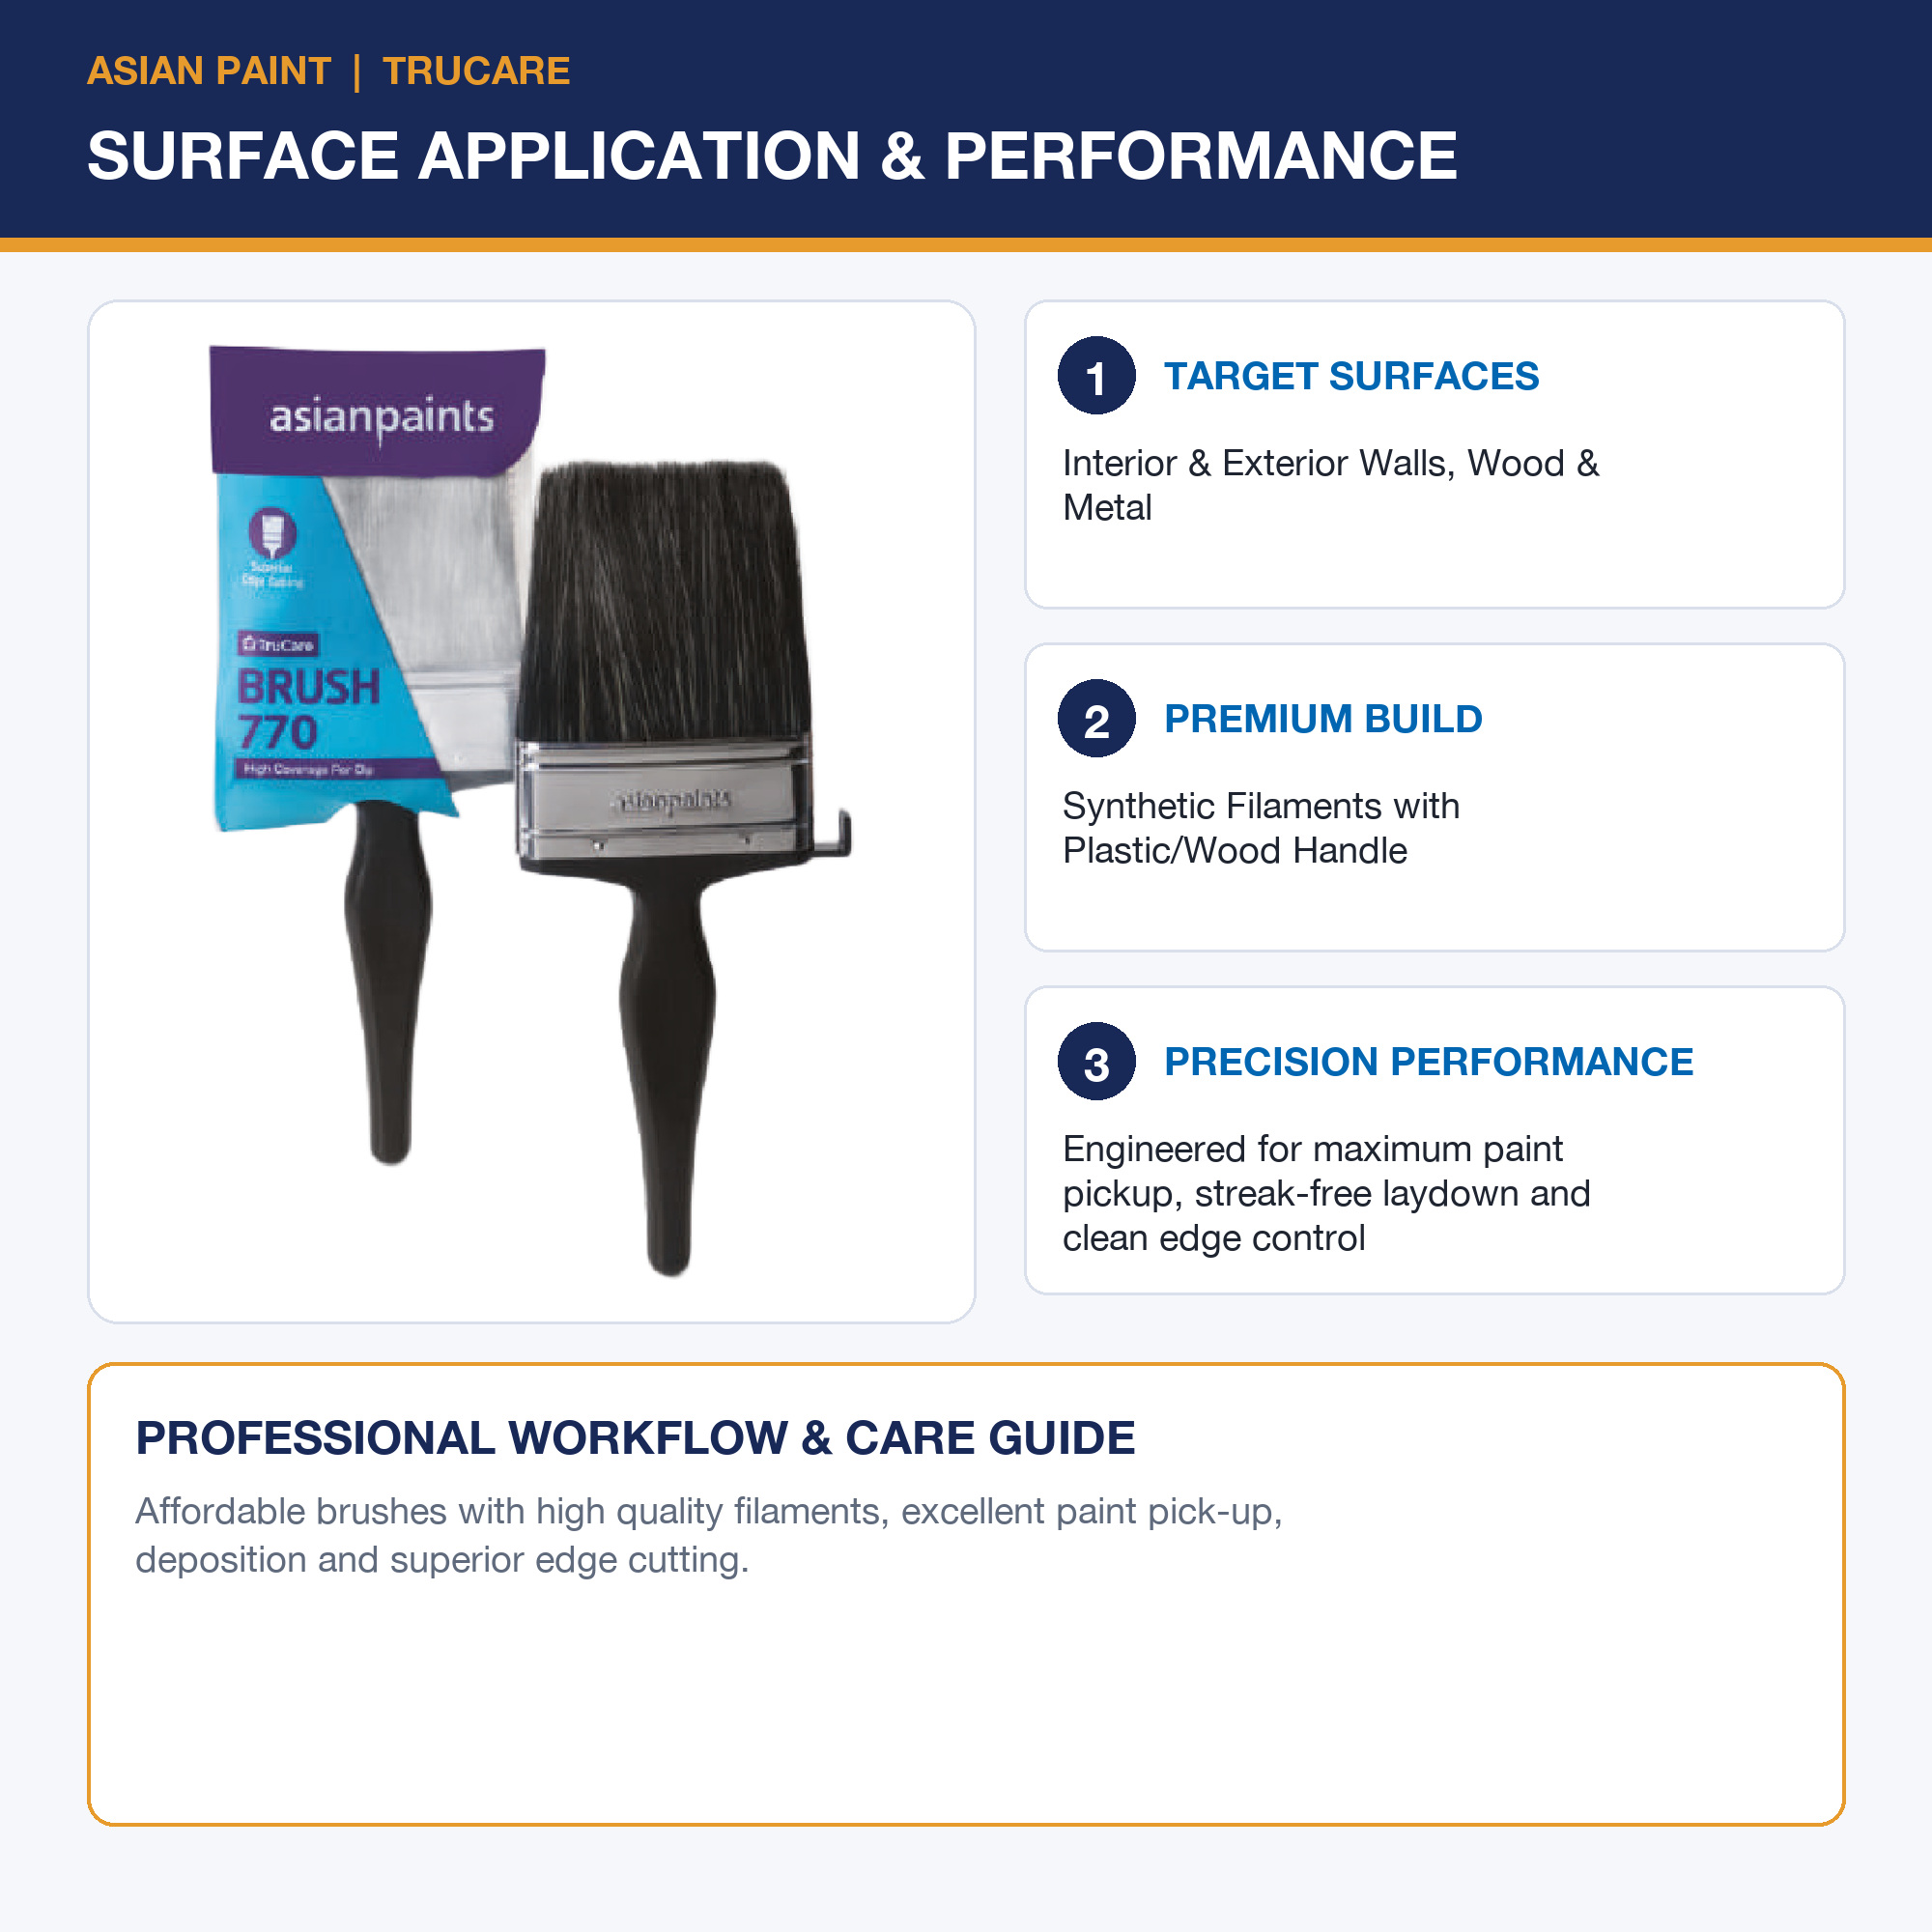 ASIAN PAINT | TRUCARE
SURFACE APPLICATION & PERFORMANCE
asianpaints
Superior
Edge Cutting
TruCare
BRUSH
770
High Coverage For
asianpaints
1 TARGET SURFACES
Interior & Exterior Walls, Wood &
Metal
2 PREMIUM BUILD
Synthetic Filaments with
Plastic/Wood Handle
3 PRECISION PERFORMANCE
Engineered for maximum paint
pickup, streak-free laydown and
clean edge control
PROFESSIONAL WORKFLOW & CARE GUIDE
Affordable brushes with high quality filaments, excellent paint pick-up,
deposition and superior edge cutting.